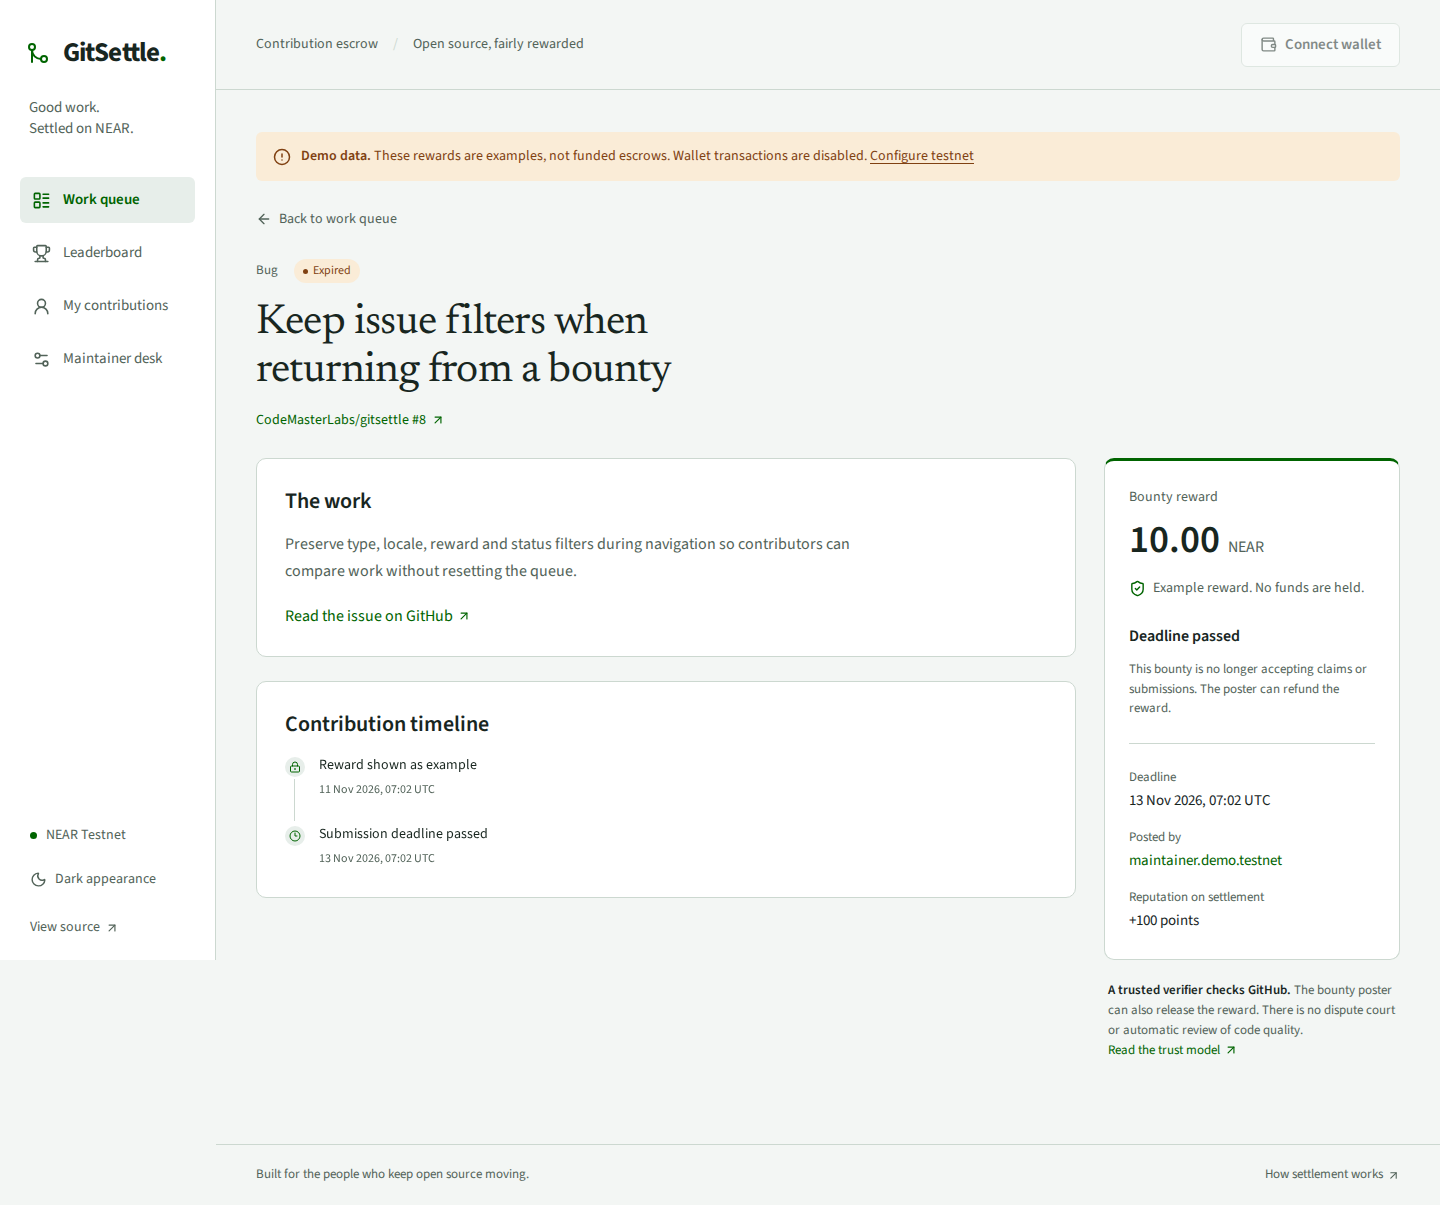 GitSettle.
Good work.
Settled on NEAR.
Work queue
Leaderboard
My contributions
Maintainer desk
NEAR Testnet
Dark appearance
View source
Contribution escrow / Open source, fairly rewarded
Connect wallet
Demo data. These rewards are examples, not funded escrows. Wallet transactions are disabled. Configure testnet
Back to work queue
Bug
Expired
Keep issue filters when
returning from a bounty
CodeMasterLabs/gitsettle #8
The work
Preserve type, locale, reward and status filters during navigation so contributors can
compare work without resetting the queue.
Read the issue on GitHub
Contribution timeline
Reward shown as example
11 Nov 2026, 07:02 UTC
Submission deadline passed
13 Nov 2026, 07:02 UTC
Bounty reward
10.00 NEAR
Example reward. No funds are held.
Deadline passed
This bounty is no longer accepting claims or
submissions. The poster can refund the
reward.
Deadline
13 Nov 2026, 07:02 UTC
Posted by
maintainer.demo.testnet
Reputation on settlement
+100 points
A trusted verifier checks GitHub. The bounty poster
can also release the reward. There is no dispute court
or automatic review of code quality.
Read the trust model
Built for the people who keep open source moving.
How settlement works